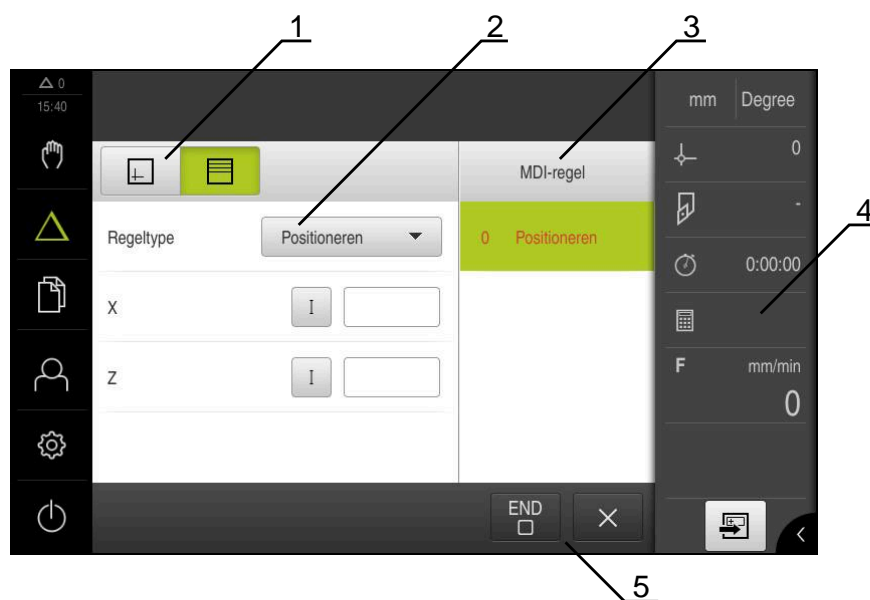 1 2 3
0
15:40
mm Degree
0
MDI-regel
-
4
Regeltype Positioneren 0 Positioneren
0:00:00
X I
F mm/min
Z I
0
END
5